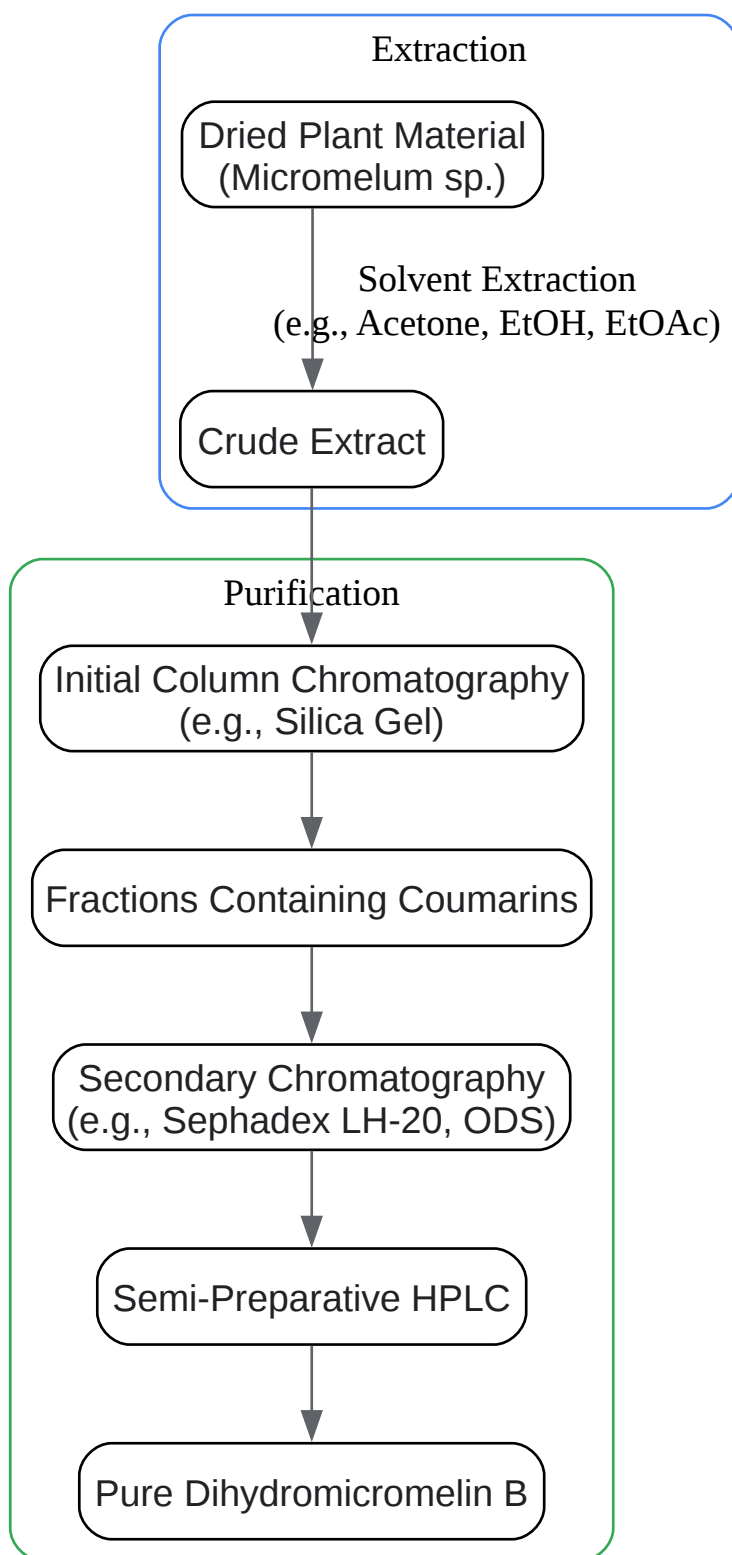 Extraction
Dried Plant Material
(Micromelum sp.)
Solvent Extraction
(e.g., Acetone, EtOH, EtOAc)
Crude Extract
Purification
Initial Column Chromatography
(e.g., Silica Gel)
Fractions Containing Coumarins
Secondary Chromatography
(e.g., Sephadex LH-20, ODS)
Semi-Preparative HPLC
Pure Dihydromicromelin B